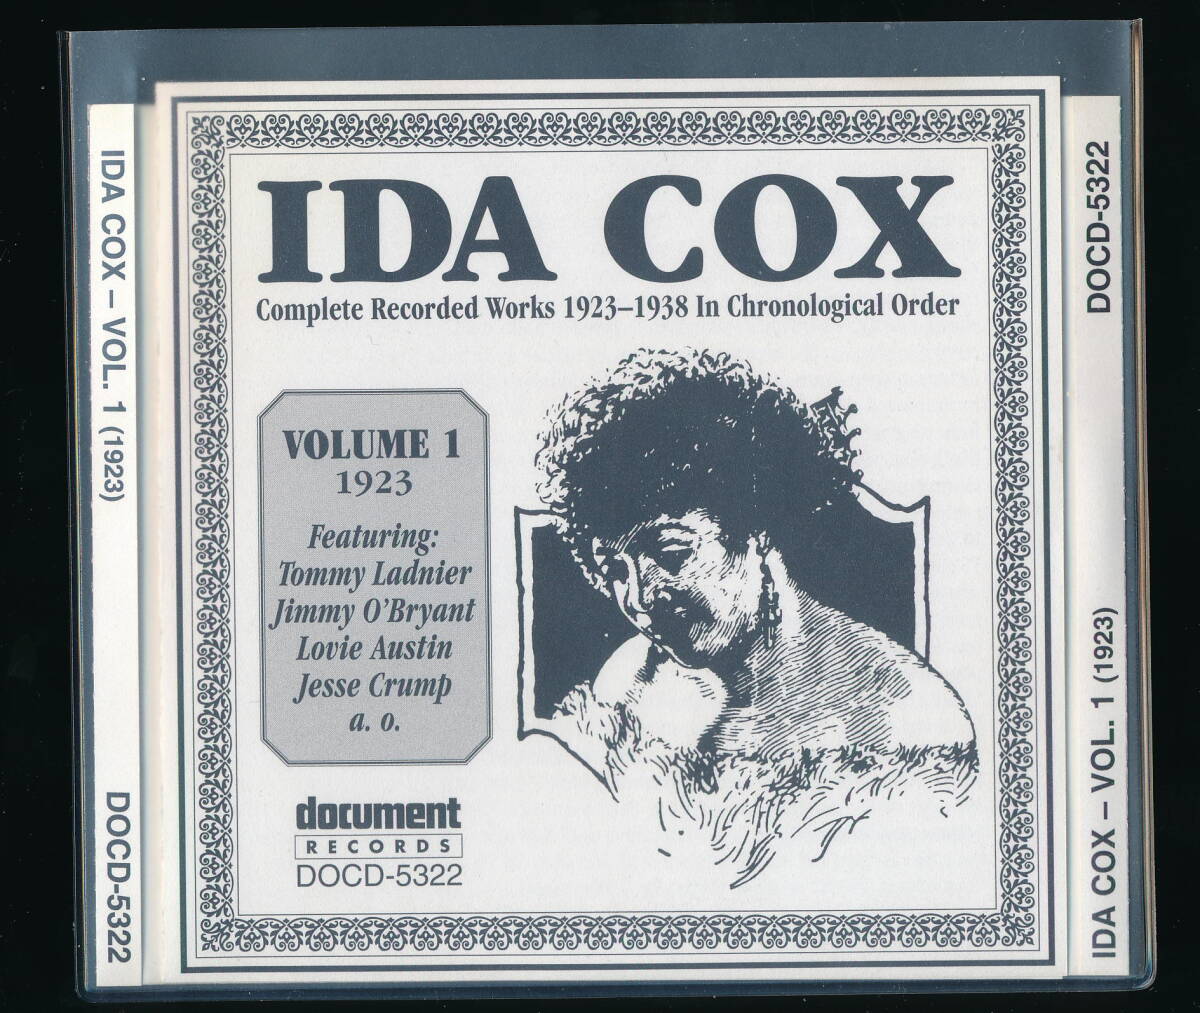 IDA COX – VOL. 1 (1923)
DOCD-5322
IDA COX
Complete Recorded Works 1923–1938 In Chronological Order
VOLUME 1
1923
Featuring:
Tommy Ladnier
Jimmy O'Bryant
Lovie Austin
Jesse Crump
a. o.
document
RECORDS
DOCD-5322
IDA COX – VOL. 1 (1923)
DOCD-5322